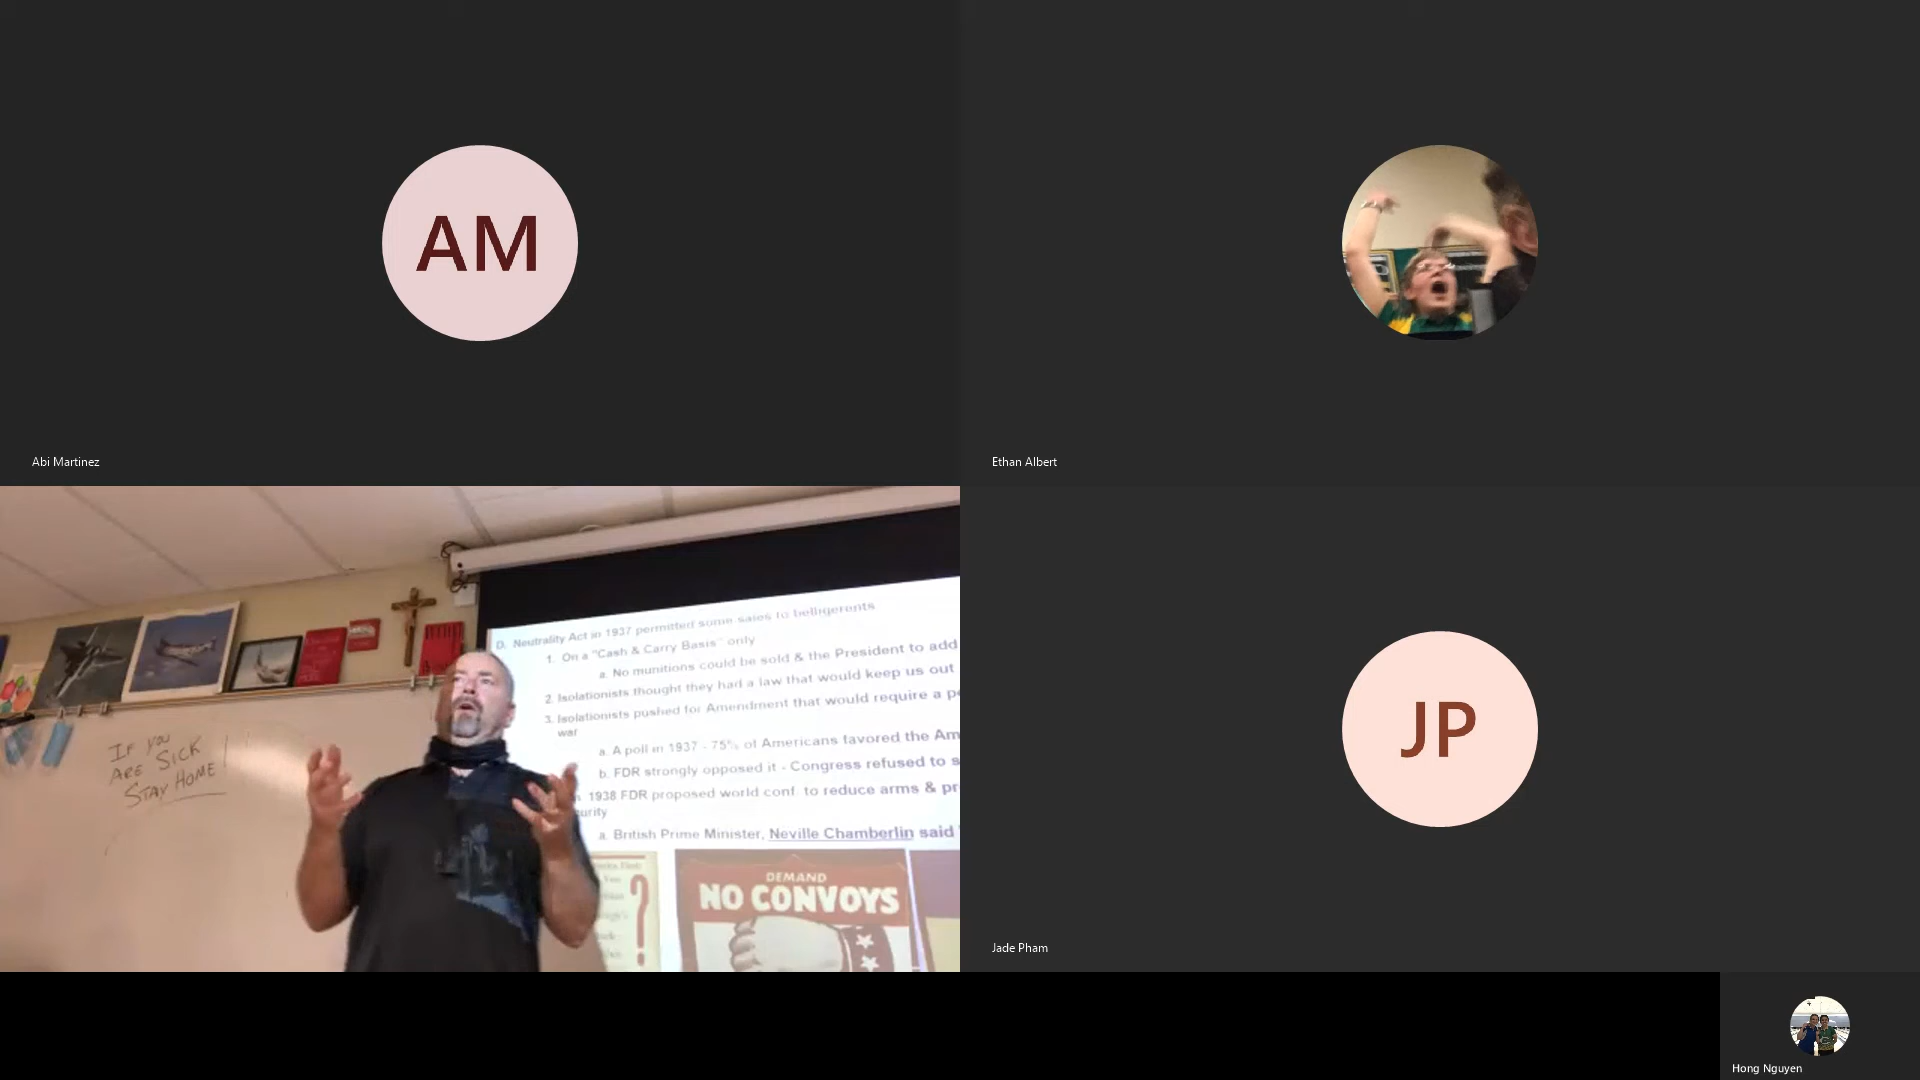 AM
Abi Martinez
Ethan Albert
D. Neutrality Act in 1937 permitted some sales to belligerents
1. On a "Cash & Carry Basis" only
a. No munitions could be sold & the President to add
2. Isolationists thought they had a law that would keep us out
3. Isolationists pushed for Amendment that would require a
war
a. A poll in 1937 - 75% of Americans favored the
b. FDR strongly opposed it - Congress refused to
1938 FDR proposed world conf. to reduce arms &
a. British Prime Minister, Neville Chamberlin said
IF YOU
ARE SICK
STAY HOME!
?
DEMAND
NO CONVOYS
JP
Jade Pham
Hong Nguyen